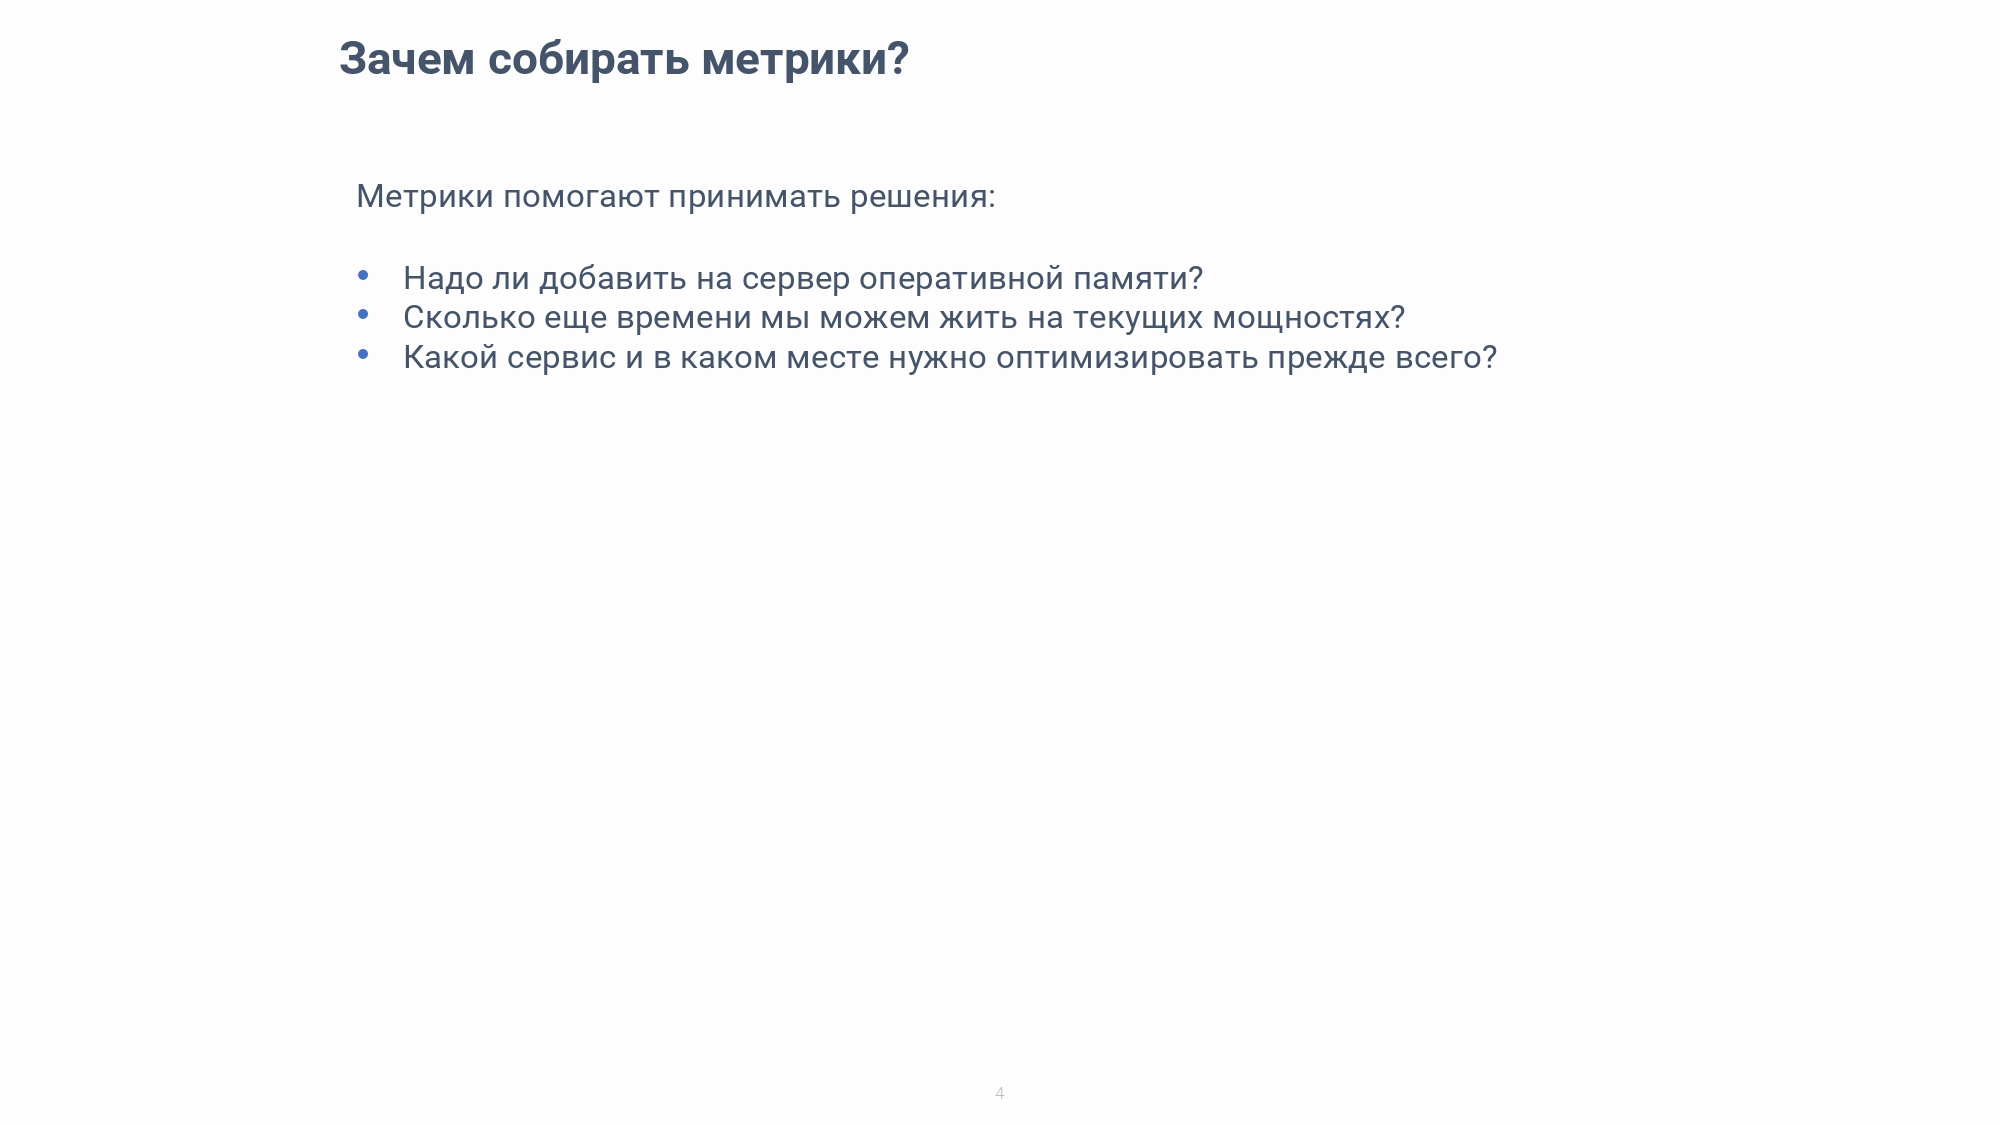 Зачем собирать метрики?
Метрики помогают принимать решения:
• Надо ли добавить на сервер оперативной памяти?
• Сколько еще времени мы можем жить на текущих мощностях?
• Какой сервис и в каком месте нужно оптимизировать прежде всего?
4